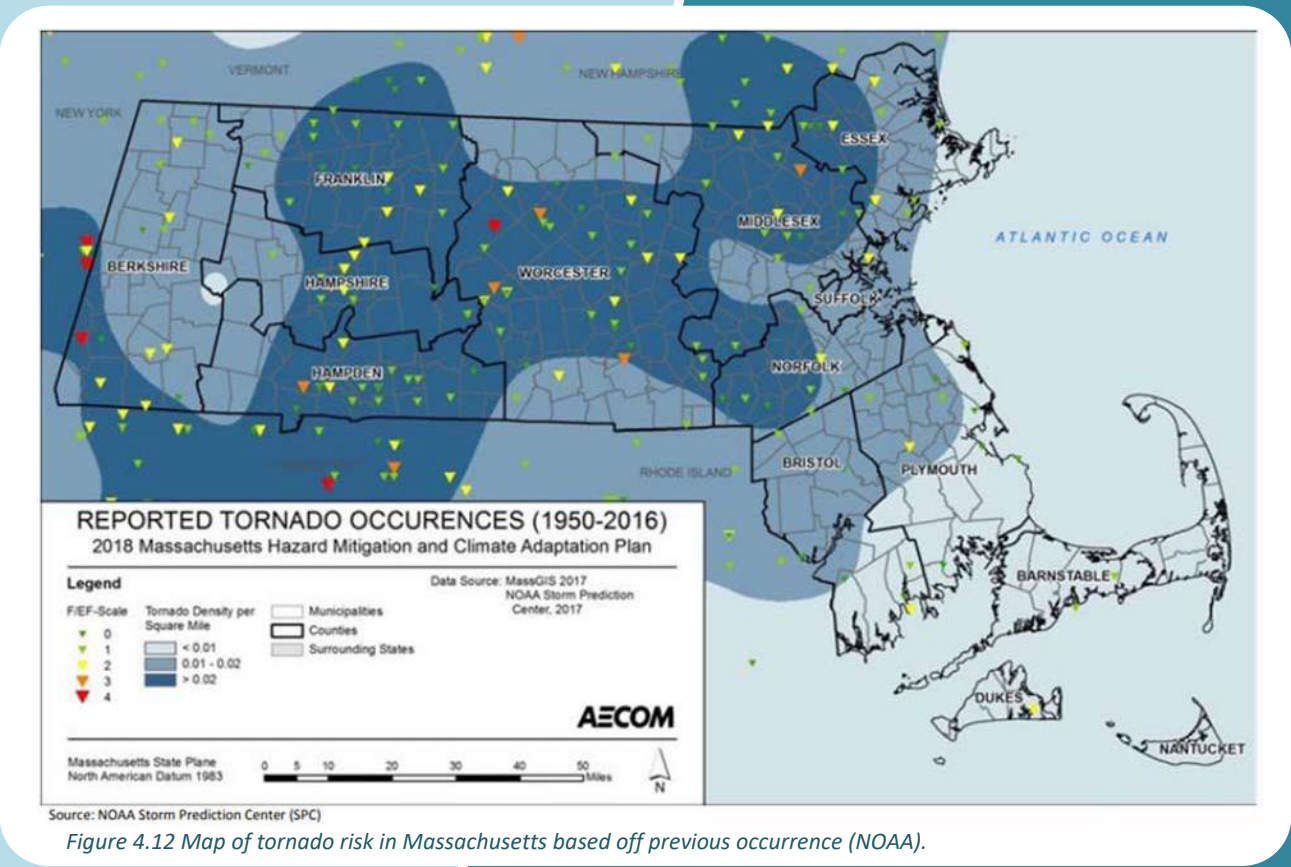 VERMONT
NEW HAMPSHIRE
NEW YORK
ESSEX
FRANKLIN
MIDDLESEX
ATLANTIC OCEAN
BERKSHIRE
HAMPSHIRE
WORCESTER
SUFFOLK
HAMPDEN
NORFOLK
RHODE ISLAND
BRISTOL
PLYMOUTH
BARNSTABLE
DUKES
NANTUCKET
REPORTED TORNADO OCCURENCES (1950-2016)
2018 Massachusetts Hazard Mitigation and Climate Adaptation Plan
Legend
F/EF-Scale
0
1
2
3
4
Tornado Density per
Square Mile
< 0.01
0.01 - 0.02
> 0.02
Municipalities
Counties
Surrounding States
Data Source: MassGIS 2017
NOAA Storm Prediction
Center, 2017
AECOM
Massachusetts State Plane
North American Datum 1983
0 5 10 20 30 40 50
Miles
N
Source: NOAA Storm Prediction Center (SPC)
Figure 4.12 Map of tornado risk in Massachusetts based off previous occurrence (NOAA).